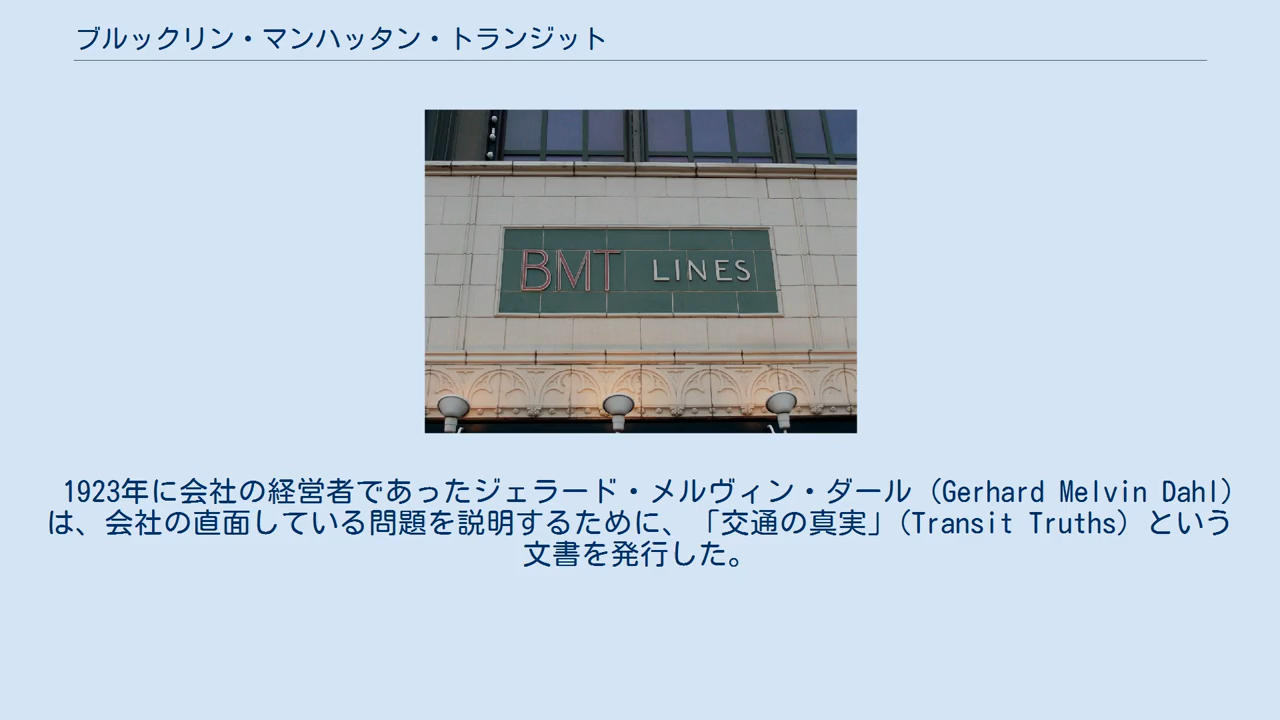 ブルックリン・マンハッタン・トランジット
BMT LINES
1923年に会社の経営者であったジェラード・メルヴィン・ダール（Gerhard Melvin Dahl）
は、会社の直面している問題を説明するために、「交通の真実」（Transit Truths）という
文書を発行した。